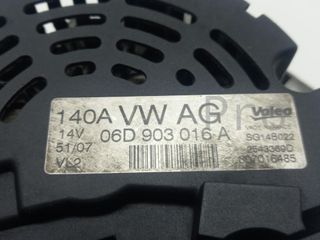 140A VW AG
Valeo
14V 06D 903 016 A
SG14B022
51/07
2543369C
VL2